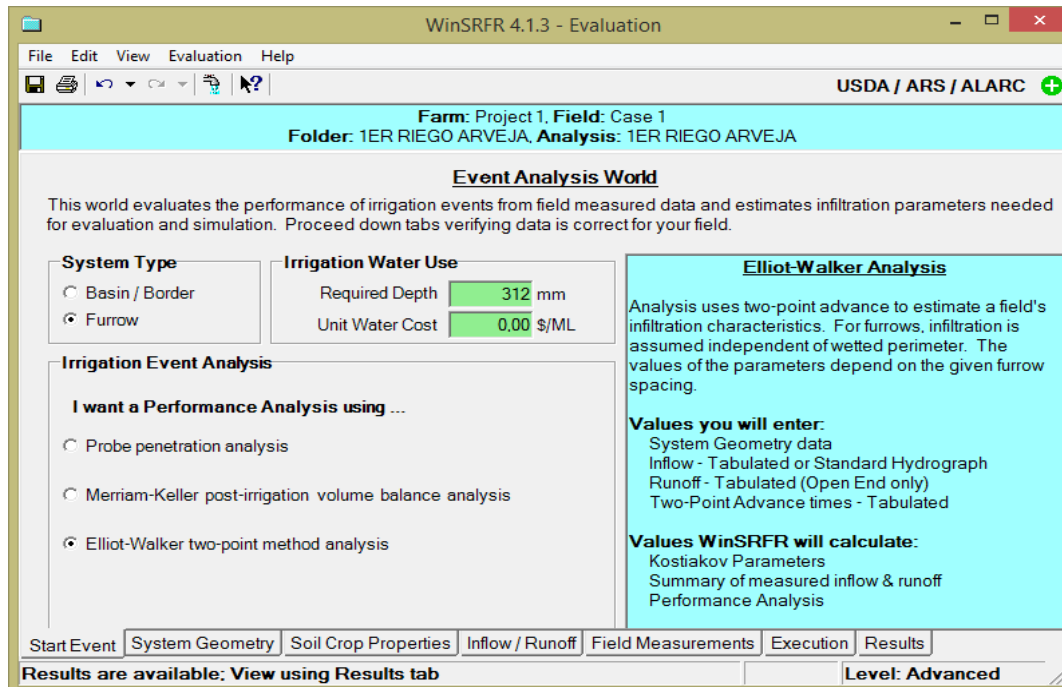 WinSRFR 4.1.3 - Evaluation
File Edit View Evaluation Help
USDA / ARS / ALARC
Farm: Project 1, Field: Case 1
Folder: 1ER RIEGO ARVEJA, Analysis: 1ER RIEGO ARVEJA
Event Analysis World
This world evaluates the performance of irrigation events from field measured data and estimates infiltration parameters needed
for evaluation and simulation. Proceed down tabs verifying data is correct for your field.
System Type
Basin / Border
Furrow
Irrigation Water Use
Required Depth 312 mm
Unit Water Cost 0,00 $/ML
Irrigation Event Analysis
I want a Performance Analysis using ...
Probe penetration analysis
Merriam-Keller post-irrigation volume balance analysis
Elliot-Walker two-point method analysis
Elliot-Walker Analysis
Analysis uses two-point advance to estimate a field's
infiltration characteristics. For furrows, infiltration is
assumed independent of wetted perimeter. The
values of the parameters depend on the given furrow
spacing.
Values you will enter:
System Geometry data
Inflow - Tabulated or Standard Hydrograph
Runoff - Tabulated (Open End only)
Two-Point Advance times - Tabulated
Values WinSRFR will calculate:
Kostiakov Parameters
Summary of measured inflow & runoff
Performance Analysis
Start Event System Geometry Soil Crop Properties Inflow / Runoff Field Measurements Execution Results
Results are available; View using Results tab Level: Advanced